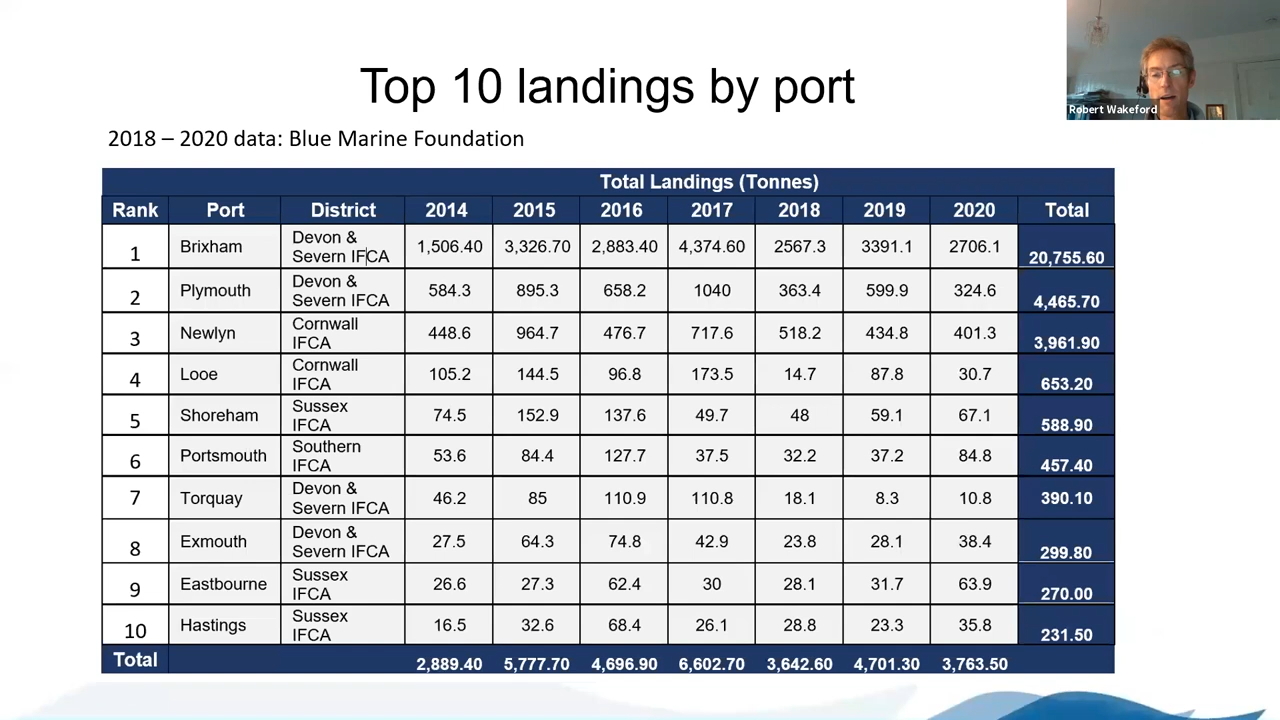 Top 10 landings by port
Robert Wakeford
2018 – 2020 data: Blue Marine Foundation
Total Landings (Tonnes)
Rank Port District 2014 2015 2016 2017 2018 2019 2020 Total
1 Brixham Devon & Severn IFCA 1,506.40 3,326.70 2,883.40 4,374.60 2567.3 3391.1 2706.1 20,755.60
2 Plymouth Devon & Severn IFCA 584.3 895.3 658.2 1040 363.4 599.9 324.6 4,465.70
3 Newlyn Cornwall IFCA 448.6 964.7 476.7 717.6 518.2 434.8 401.3 3,961.90
4 Looe Cornwall IFCA 105.2 144.5 96.8 173.5 14.7 87.8 30.7 653.20
5 Shoreham Sussex IFCA 74.5 152.9 137.6 49.7 48 59.1 67.1 588.90
6 Portsmouth Southern IFCA 53.6 84.4 127.7 37.5 32.2 37.2 84.8 457.40
7 Torquay Devon & Severn IFCA 46.2 85 110.9 110.8 18.1 8.3 10.8 390.10
8 Exmouth Devon & Severn IFCA 27.5 64.3 74.8 42.9 23.8 28.1 38.4 299.80
9 Eastbourne Sussex IFCA 26.6 27.3 62.4 30 28.1 31.7 63.9 270.00
10 Hastings Sussex IFCA 16.5 32.6 68.4 26.1 28.8 23.3 35.8 231.50
Total 2,889.40 5,777.70 4,696.90 6,602.70 3,642.60 4,701.30 3,763.50